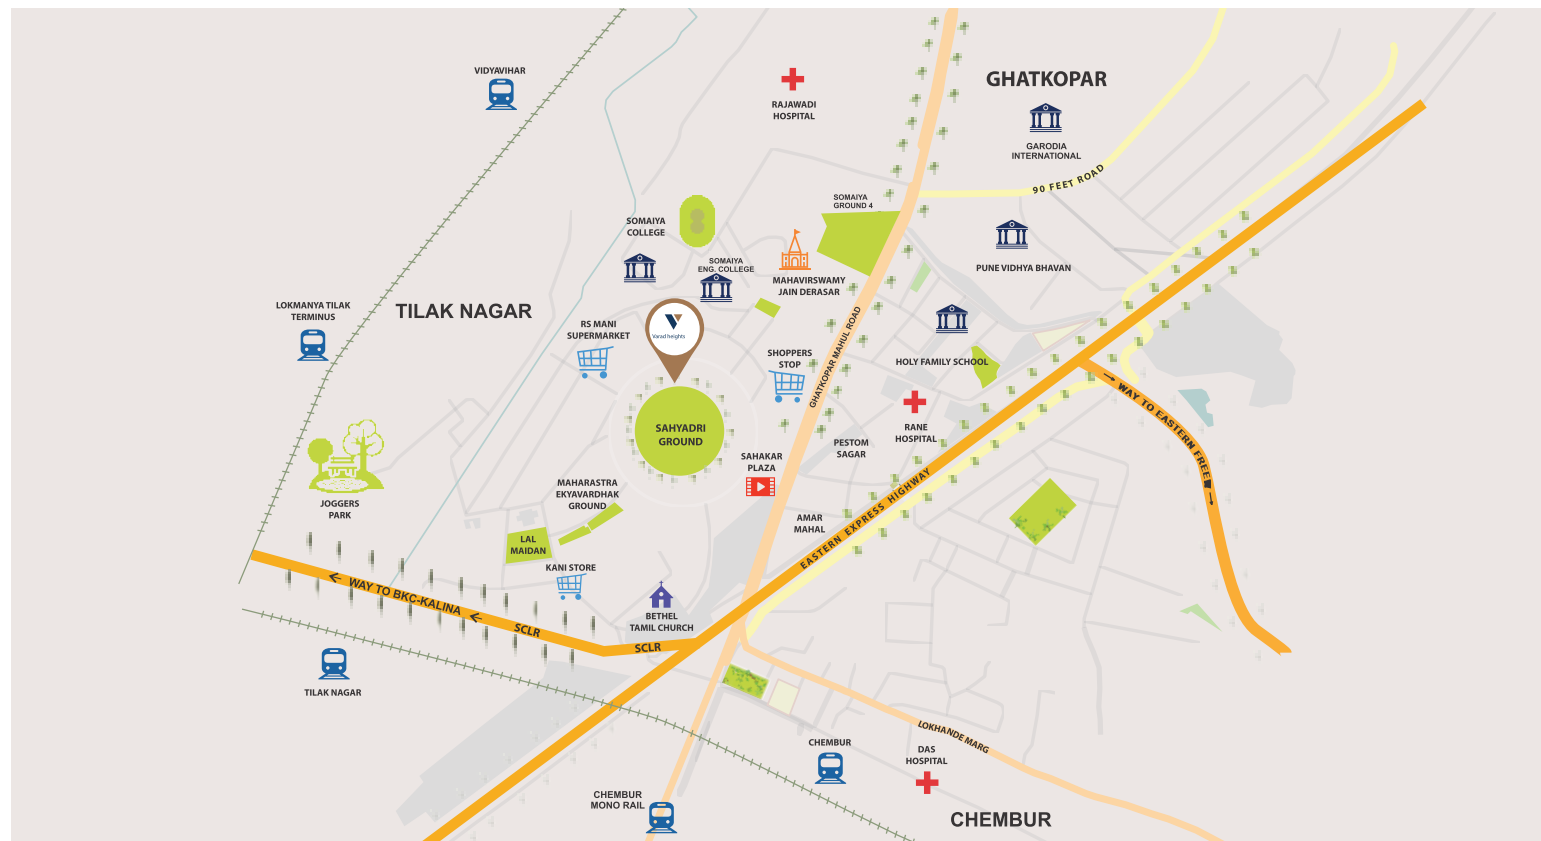 VIDYAVIHAR
RAJAWADI
HOSPITAL
GHATKOPAR
GARODIA
INTERNATIONAL
90 FEET ROAD
SOMAIYA
GROUND 4
SOMAIYA
COLLEGE
SOMAIYA
ENG. COLLEGE
MAHAVIRSWAMY
JAIN DERASAR
PUNE VIDHYA BHAVAN
LOKMANYA TILAK
TERMINUS
TILAK NAGAR
RS MANI
SUPERMARKET
Varad heights
SHOPPERS
STOP
GHATKOPAR MAHUL ROAD
HOLY FAMILY SCHOOL
WAY TO EASTERN FREE
SAHYADRI
GROUND
RANE
HOSPITAL
PESTOM
SAGAR
SAHAKAR
PLAZA
JOGGERS
PARK
MAHARASTRA
EKYAVARDHAK
GROUND
AMAR
MAHAL
EASTERN EXPRESS HIGHWAY
LAL
MAIDAN
KANI STORE
WAY TO BKC-KALINA
SCLR
SCLR
BETHEL
TAMIL CHURCH
TILAK NAGAR
LOKHANDE MARG
CHEMBUR
DAS
HOSPITAL
CHEMBUR
MONO RAIL
CHEMBUR